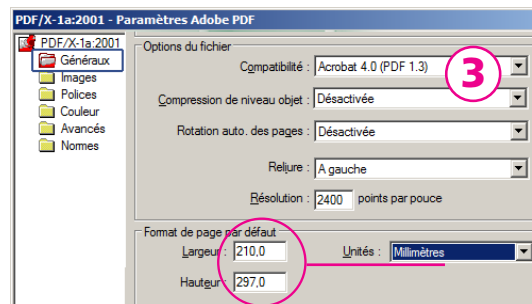 PDF/X-1a:2001 - Paramètres Adobe PDF
PDF/X-1a:2001
Généraux
Images
Polices
Couleur
Avancés
Normes
Options du fichier
Compatibilité : Acrobat 4.0 (PDF 1.3)
3
Compression de niveau objet : Désactivée
Rotation auto. des pages : Désactivée
Reliure : A gauche
Résolution : 2400 points par pouce
Format de page par défaut
Largeur : 210,0 Unités : Millimètres
Hauteur : 297,0